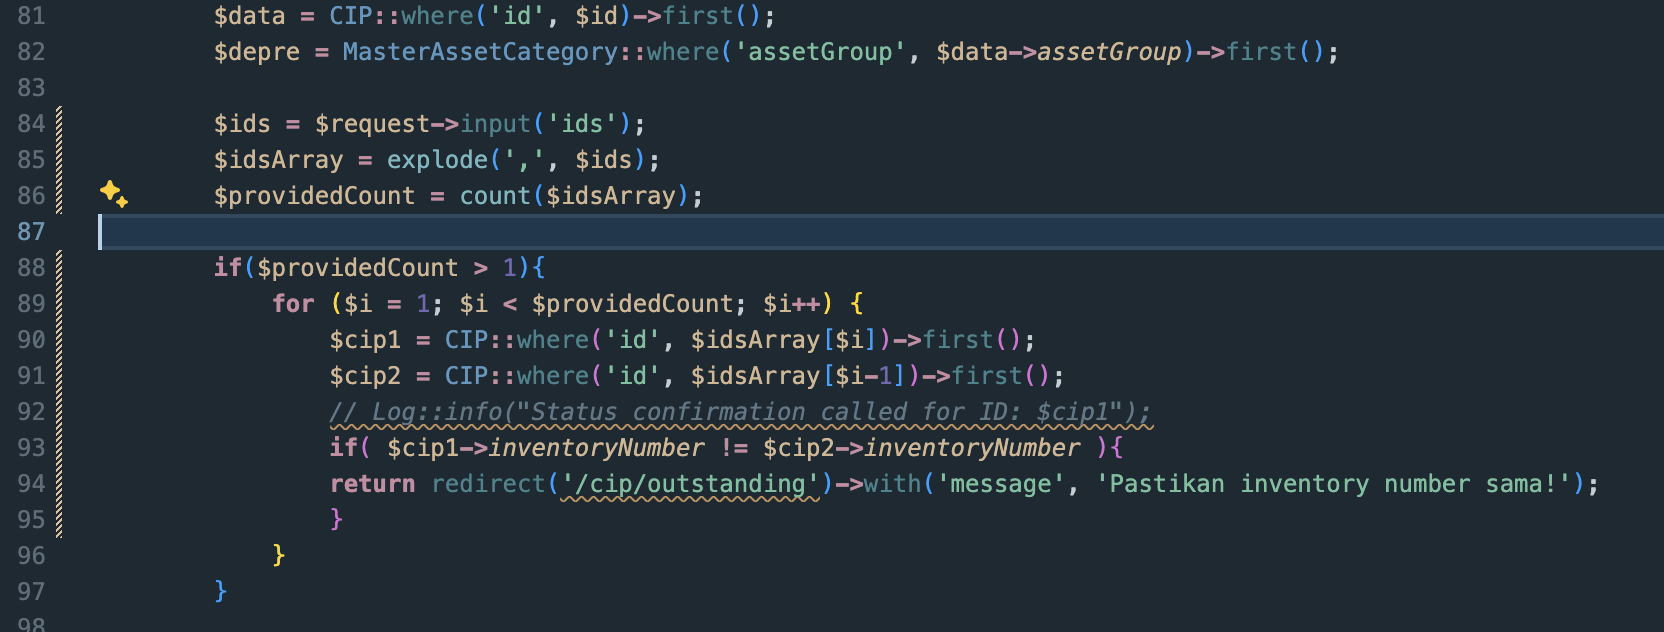 81 $data = CIP::where('id', $id)->first();
82 $depre = MasterAssetCategory::where('assetGroup', $data->assetGroup)->first();
83
84 $ids = $request->input('ids');
85 $idsArray = explode(',', $ids);
86 $providedCount = count($idsArray);
87
88 if($providedCount > 1){
89 for ($i = 1; $i < $providedCount; $i++) {
90 $cip1 = CIP::where('id', $idsArray[$i])->first();
91 $cip2 = CIP::where('id', $idsArray[$i-1])->first();
92 // Log::info("Status confirmation called for ID: $cip1");
93 if( $cip1->inventoryNumber != $cip2->inventoryNumber ){
94 return redirect('/cip/outstanding')->with('message', 'Pastikan inventory number sama!');
95 }
96 }
97 }
98